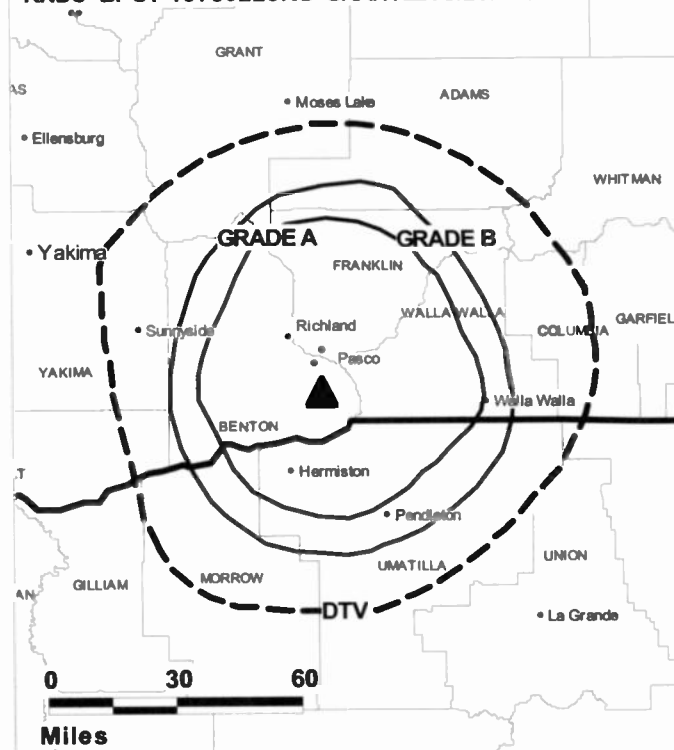 GRANT
ADAMS
Moses Lake
Ellensburg
WHITMAN
GRADE A
GRADE B
Yakima
FRANKLIN
WALLA WALLA
GARFIEL
Richland
Sunnyside
COLUMBIA
Pasco
YAKIMA
Walla Walla
BENTON
Hermiston
Pendleton
UNION
UMATILLA
MORROW
GILLIAM
DTV
La Grande
0 30 60
Miles